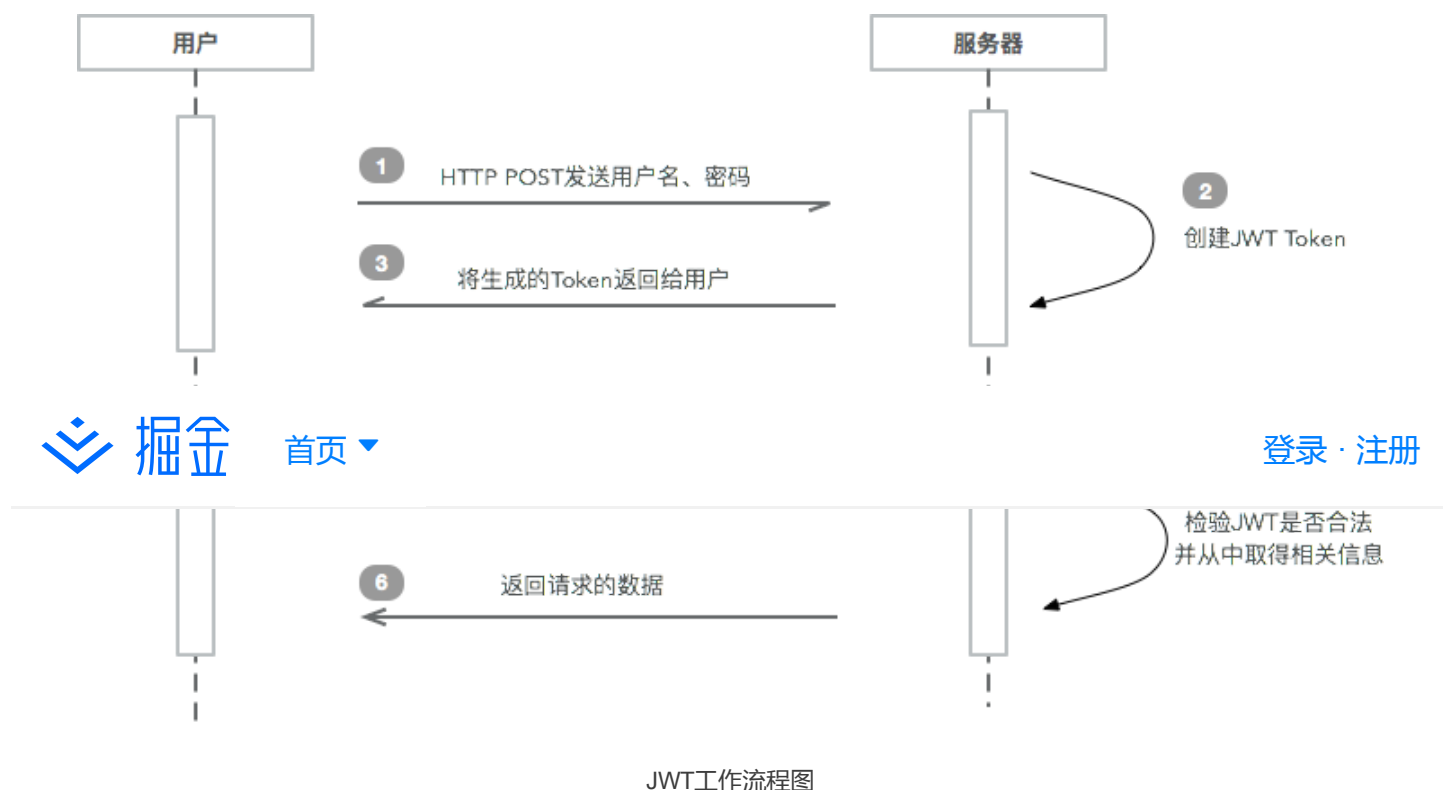 用户
服务器
1
HTTP POST发送用户名、密码
2
创建JWT Token
3
将生成的Token返回给用户
掘金
首页
登录 · 注册
检验JWT是否合法
并从中取得相关信息
6
返回请求的数据
JWT工作流程图